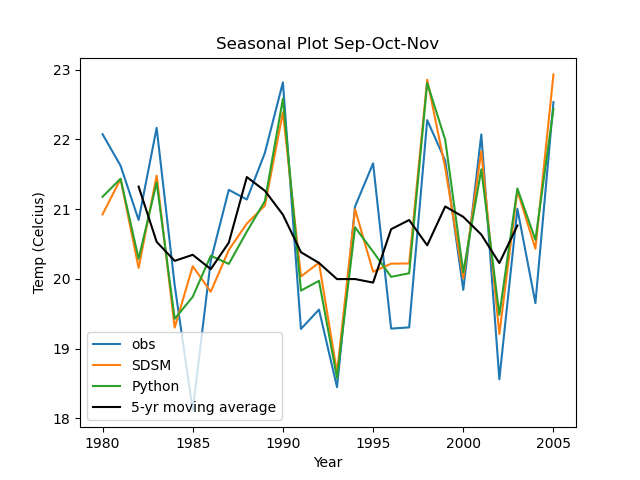 Seasonal Plot Sep-Oct-Nov
Temp (Celcius)
23
22
21
20
19
18
obs
SDSM
Python
5-yr moving average
1980 1985 1990 1995 2000 2005
Year